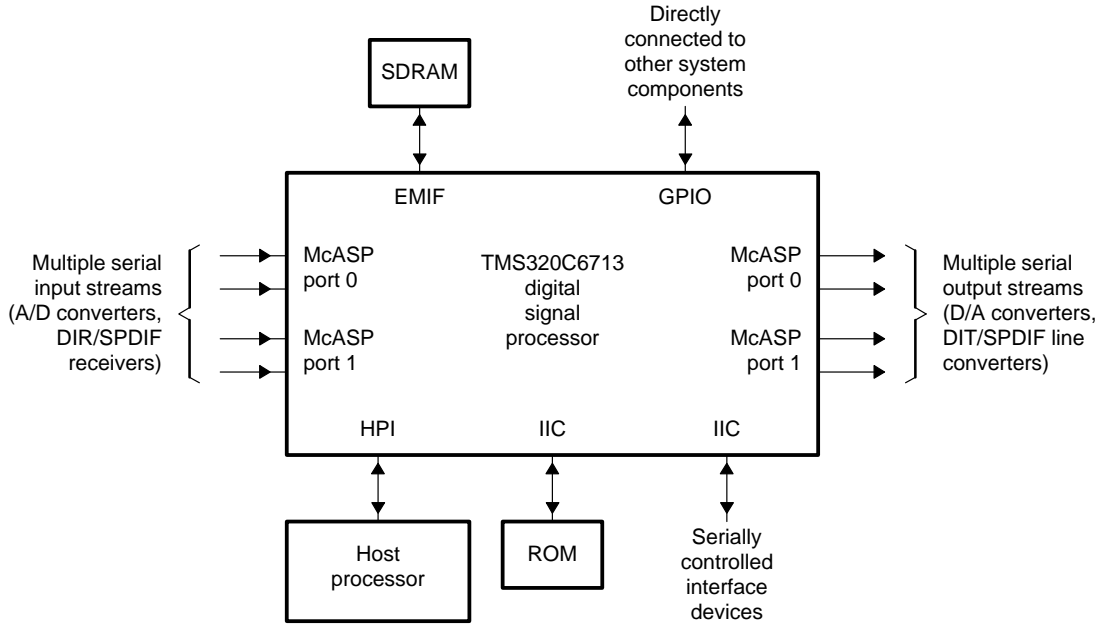 Directly
connected to
other system
components
SDRAM
EMIF
GPIO
Multiple serial
input streams
(A/D converters,
DIR/SPDIF
receivers)
McASP
port 0
McASP
port 1
TMS320C6713
digital
signal
processor
McASP
port 0
McASP
port 1
Multiple serial
output streams
(D/A converters,
DIT/SPDIF line
converters)
HPI
IIC
IIC
Host
processor
ROM
Serially
controlled
interface
devices